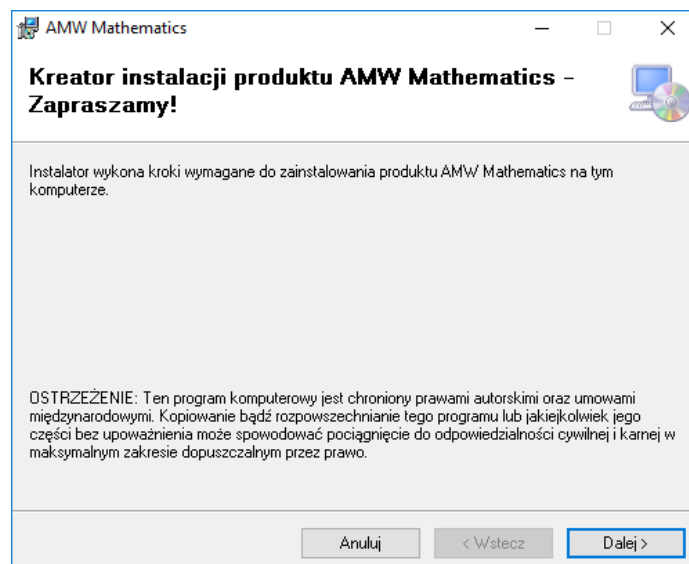 AMW Mathematics
Kreator instalacji produktu AMW Mathematics -
Zapraszamy!
Instalator wykona kroki wymagane do zainstalowania produktu AMW Mathematics na tym
komputerze.
OSTRZEŻENIE: Ten program komputerowy jest chroniony prawami autorskimi oraz umowami
międzynarodowymi. Kopiowanie bądź rozpowszechnianie tego programu lub jakiejkolwiek jego
części bez upoważnienia może spowodować pociągnięcie do odpowiedzialności cywilnej i karnej w
maksymalnym zakresie dopuszczalnym przez prawo.
Anuluj
< Wstecz
Dalej >